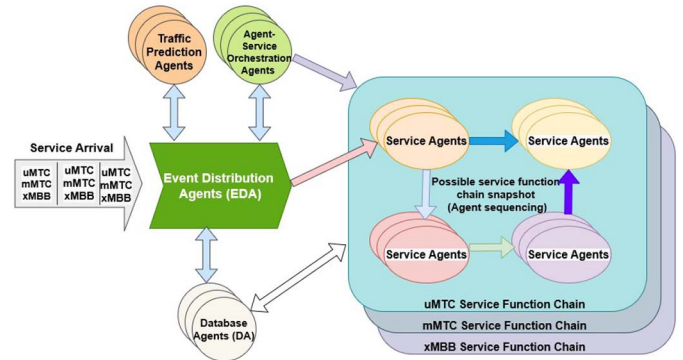 Traffic
Prediction
Agents
Agent-
Service
Orchestration
Agents
Service Arrival
uMTC
mMTC
xMBB
uMTC
mMTC
xMBB
uMTC
mMTC
xMBB
Event Distribution
Agents (EDA)
Database
Agents (DA)
Service Agents
Service Agents
Possible service function
chain snapshot
(Agent sequencing)
Service Agents
Service Agents
uMTC Service Function Chain
mMTC Service Function Chain
xMBB Service Function Chain